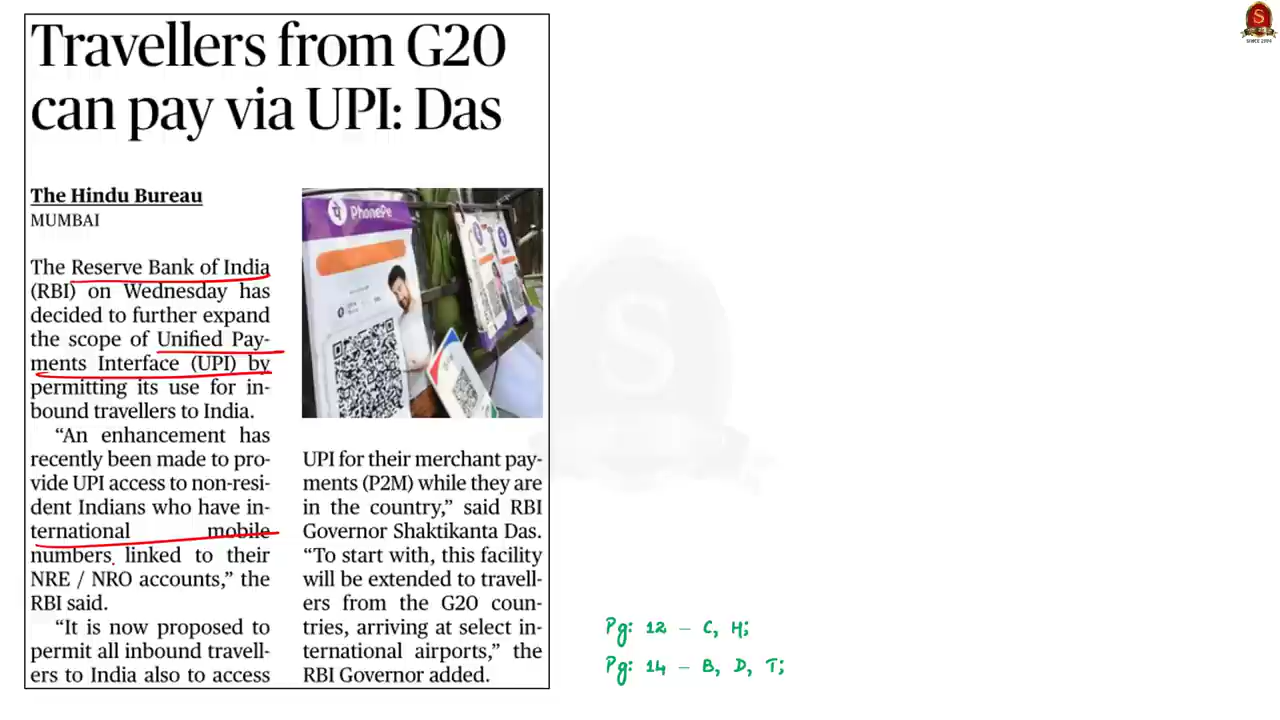 Travellers from G20
can pay via UPI: Das
The Hindu Bureau
MUMBAI
The Reserve Bank of India
(RBI) on Wednesday has
decided to further expand
the scope of Unified Pay-
ments Interface (UPI) by
permitting its use for in-
bound travellers to India.
“An enhancement has
recently been made to pro-
vide UPI access to non-resi-
dent Indians who have in-
ternational mobile
numbers linked to their
NRE / NRO accounts,” the
RBI said.
“It is now proposed to
permit all inbound travell-
ers to India also to access
PhonePe
UPI for their merchant pay-
ments (P2M) while they are
in the country,” said RBI
Governor Shaktikanta Das.
“To start with, this facility
will be extended to travell-
ers from the G20 coun-
tries, arriving at select in-
ternational airports,” the
RBI Governor added.
Pg: 12 – C, H;
Pg: 14 – B, D, T;
S
SINCE 2004
S